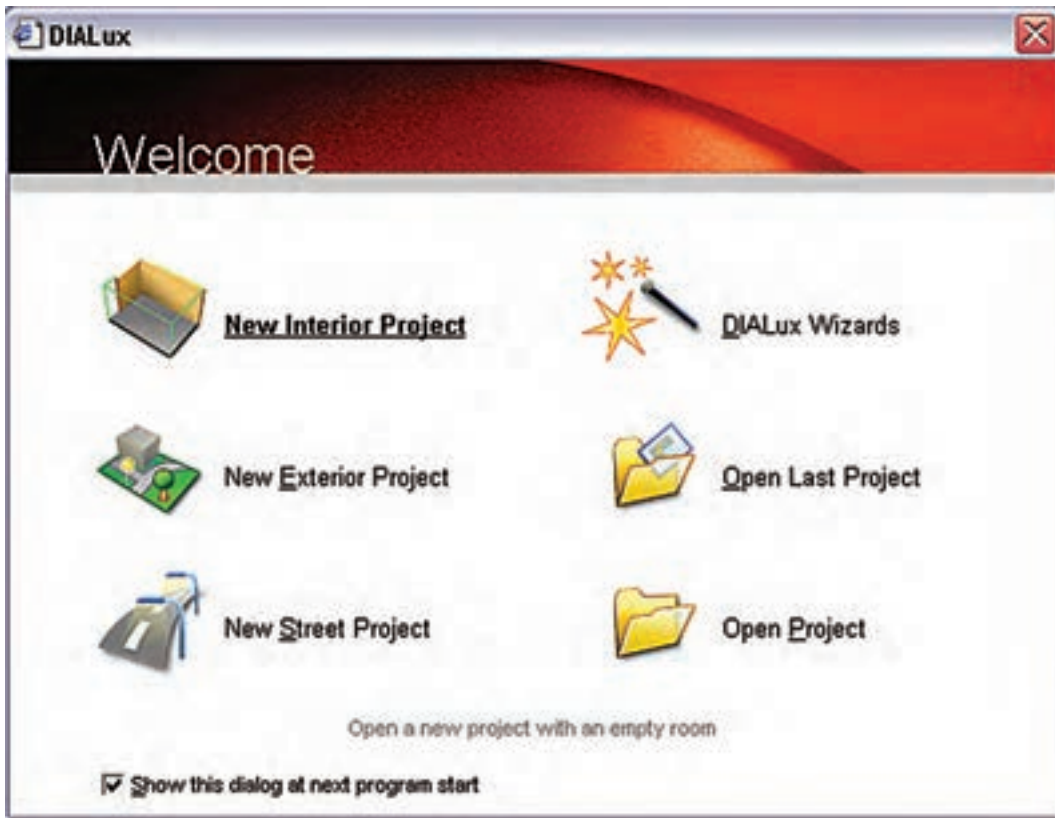 DIALux
Welcome
New Interior Project
DIALux Wizards
New Exterior Project
Open Last Project
New Street Project
Open Project
Open a new project with an empty room
Show this dialog at next program start